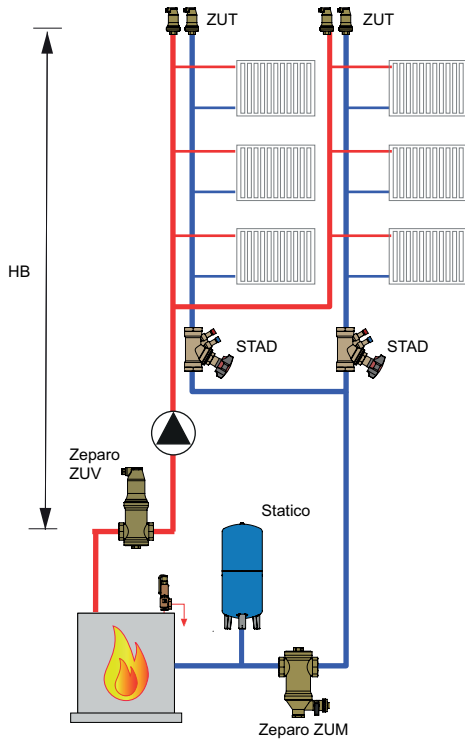 ZUT
ZUT
HB
STAD
STAD
Zeparo
ZUV
Statico
Zeparo ZUM